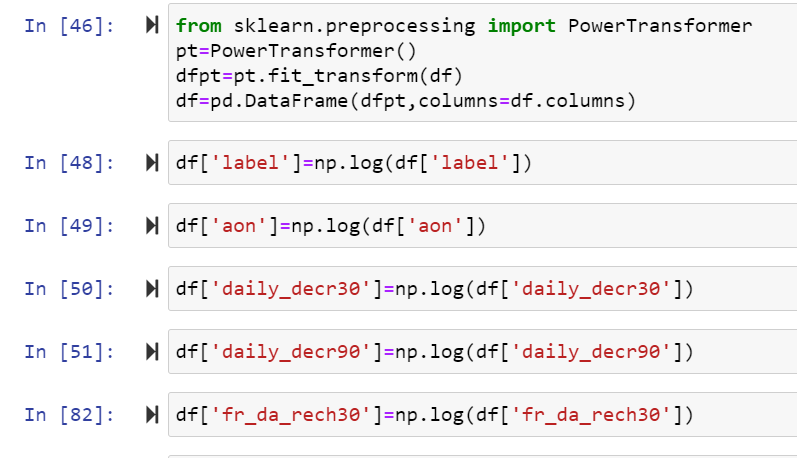 In [46]: from sklearn.preprocessing import PowerTransformer
pt=PowerTransformer()
dfpt=pt.fit_transform(df)
df=pd.DataFrame(dfpt,columns=df.columns)
In [48]: df['label']=np.log(df['label'])
In [49]: df['aon']=np.log(df['aon'])
In [50]: df['daily_decr30']=np.log(df['daily_decr30'])
In [51]: df['daily_decr90']=np.log(df['daily_decr90'])
In [82]: df['fr_da_rech30']=np.log(df['fr_da_rech30'])